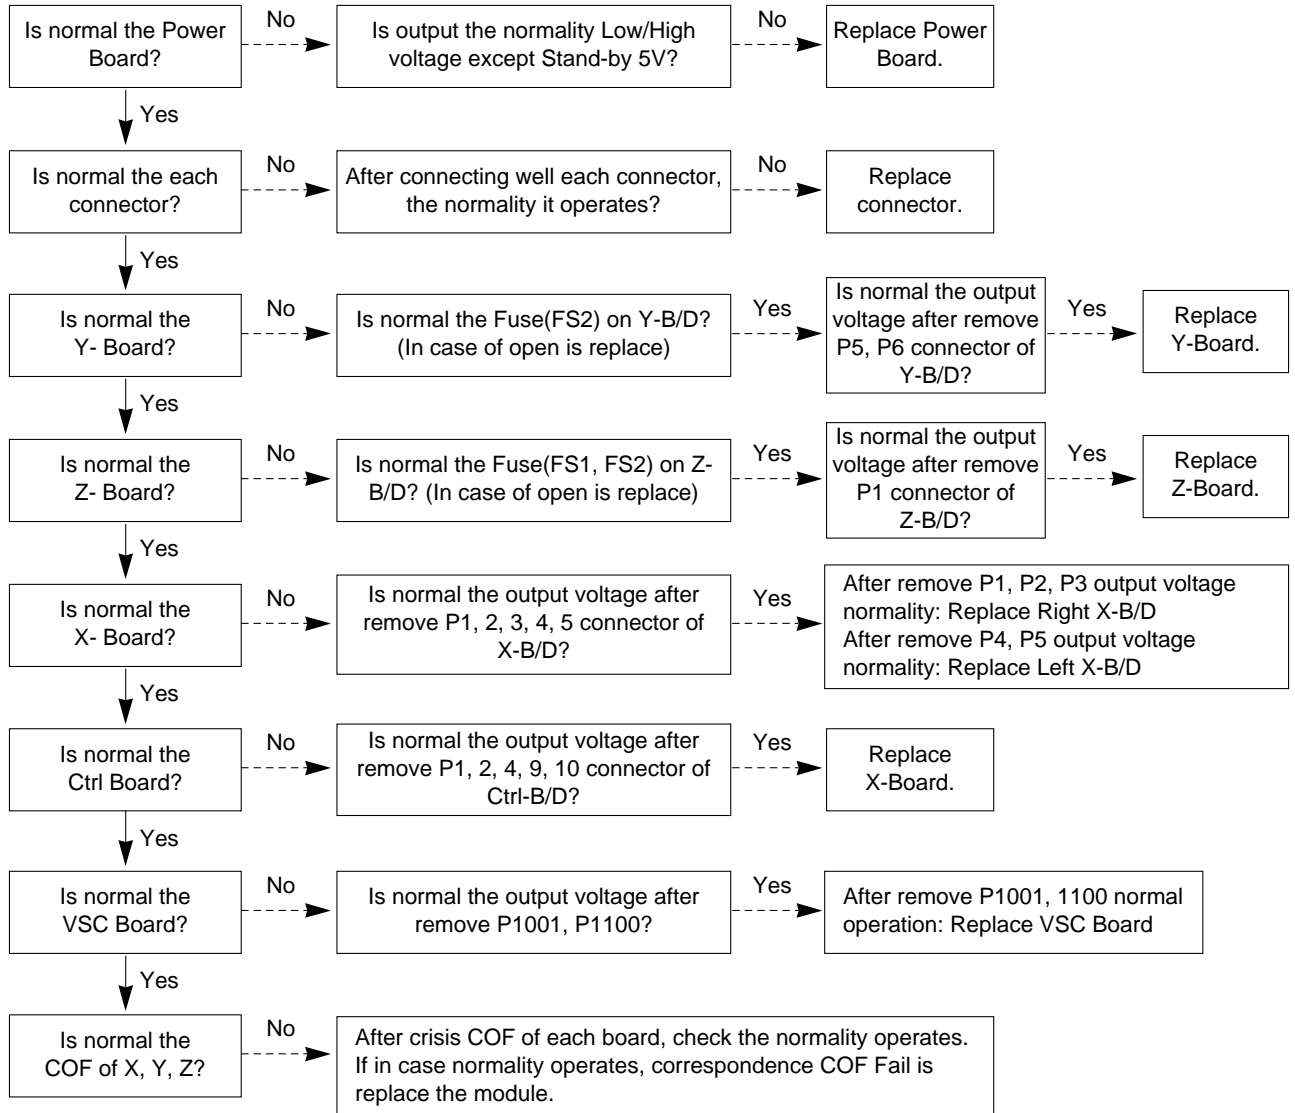 Is normal the Power
Board?
No
Is output the normality Low/High
voltage except Stand-by 5V?
No
Replace Power
Board.
Yes
Is normal the each
connector?
No
After connecting well each connector,
the normality it operates?
No
Replace
connector.
Yes
Is normal the
Y- Board?
No
Is normal the Fuse(FS2) on Y-B/D?
(In case of open is replace)
Yes
Is normal the output
voltage after remove
P5, P6 connector of
Y-B/D?
Yes
Replace
Y-Board.
Yes
Is normal the
Z- Board?
No
Is normal the Fuse(FS1, FS2) on Z-
B/D? (In case of open is replace)
Yes
Is normal the output
voltage after remove
P1 connector of
Z-B/D?
Yes
Replace
Z-Board.
Yes
Is normal the
X- Board?
No
Is normal the output voltage after
remove P1, 2, 3, 4, 5 connector of
X-B/D?
Yes
After remove P1, P2, P3 output voltage
normality: Replace Right X-B/D
After remove P4, P5 output voltage
normality: Replace Left X-B/D
Yes
Is normal the
Ctrl Board?
No
Is normal the output voltage after
remove P1, 2, 4, 9, 10 connector of
Ctrl-B/D?
Yes
Replace
X-Board.
Yes
Is normal the
VSC Board?
No
Is normal the output voltage after
remove P1001, P1100?
Yes
After remove P1001, 1100 normal
operation: Replace VSC Board
Yes
Is normal the
COF of X, Y, Z?
No
After crisis COF of each board, check the normality operates.
If in case normality operates, correspondence COF Fail is
replace the module.